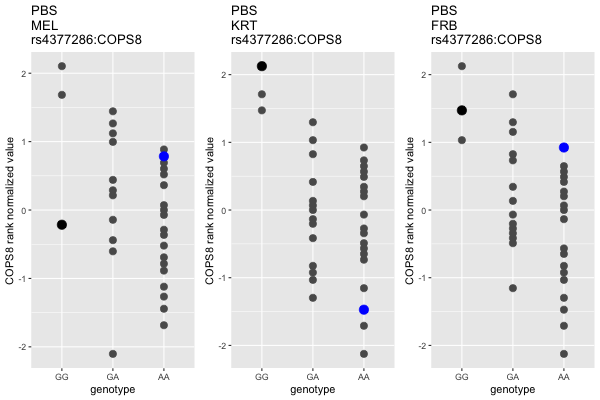 PBS
MEL
rs4377286:COPS8
COPS8 rank normalized value
2
1
0
-1
-2
GG
GA
AA
genotype
PBS
KRT
rs4377286:COPS8
COPS8 rank normalized value
2
1
0
-1
-2
GG
GA
AA
genotype
PBS
FRB
rs4377286:COPS8
COPS8 rank normalized value
2
1
0
-1
-2
GG
GA
AA
genotype